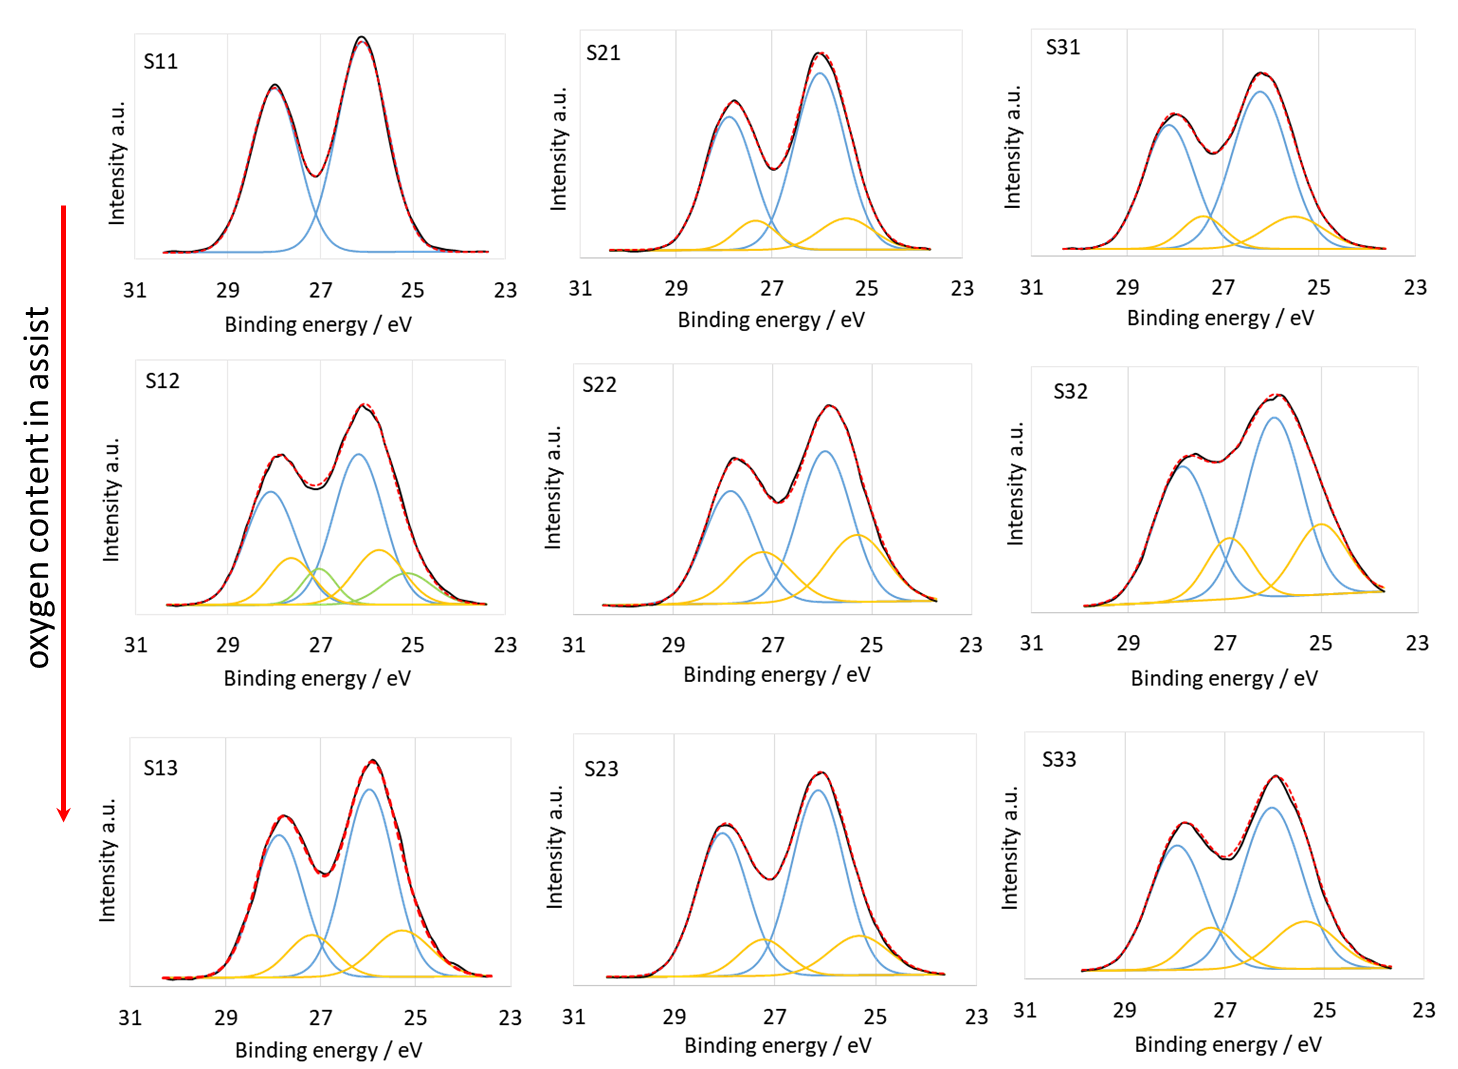 oxygen content in assist
S11
Intensity a.u.
31 29 27 25 23
Binding energy / eV
S21
Intensity a.u.
31 29 27 25 23
Binding energy / eV
S31
Intensity a.u.
31 29 27 25 23
Binding energy / eV
S12
Intensity a.u.
31 29 27 25 23
Binding energy / eV
S22
Intensity a.u.
31 29 27 25 23
Binding energy / eV
S32
Intensity a.u.
31 29 27 25 23
Binding energy / eV
S13
Intensity a.u.
31 29 27 25 23
Binding energy / eV
S23
Intensity a.u.
31 29 27 25 23
Binding energy / eV
S33
Intensity a.u.
31 29 27 25 23
Binding energy / eV